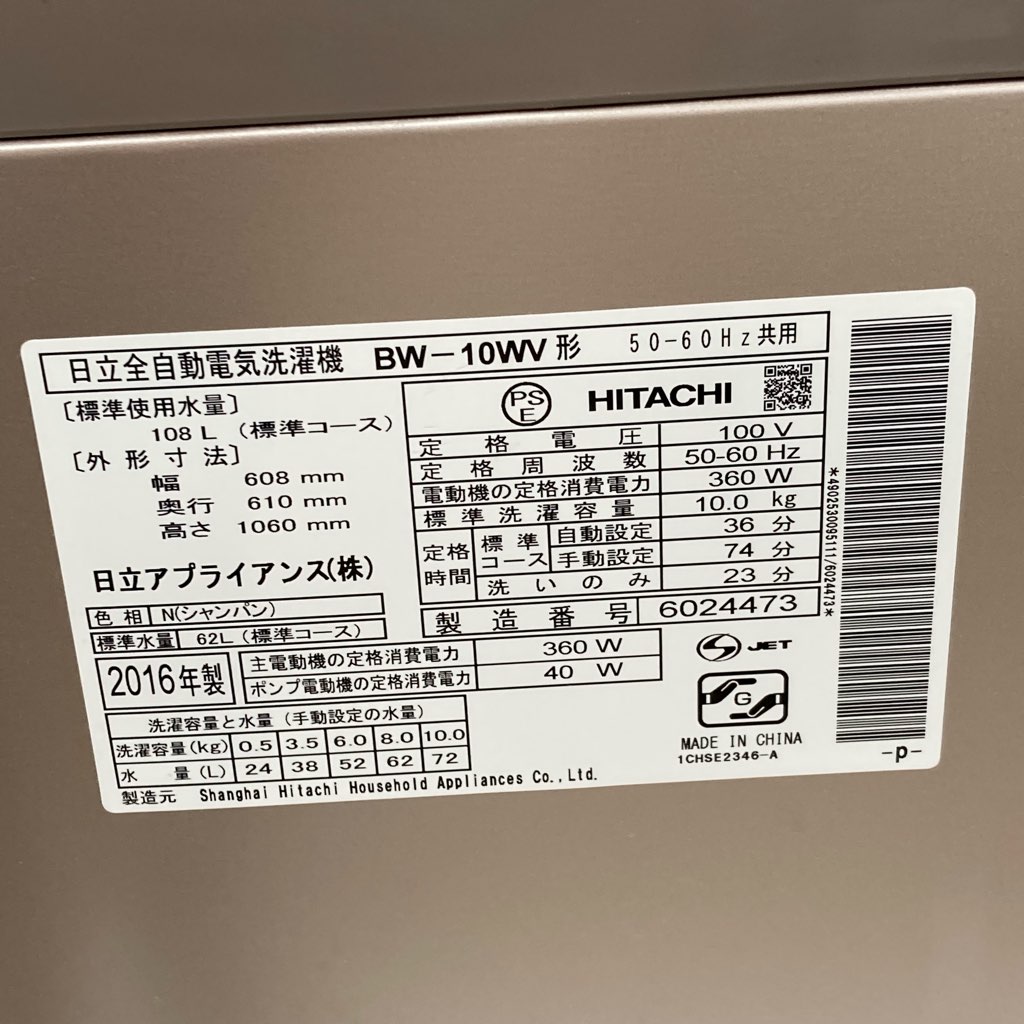 日立全自動電気洗濯機 BW-10WV形 50-60Hz共用
〔標準使用水量〕
108 L (標準コース)
〔外形寸法〕
幅 608 mm
奥行 610 mm
高さ 1060 mm
日立アプライアンス(株)
色相 N(シャンパン)
標準水量 62L (標準コース)
2016年製
PS E HITACHI
定格電圧 100 V
定格周波数 50-60 Hz
電動機の定格消費電力 360 W
標準洗濯容量 10.0 kg
定格時間 標準コース 自動設定 36 分
手動設定 74 分
洗いのみ 23 分
製造番号 6024473
主電動機の定格消費電力 360 W
ポンプ電動機の定格消費電力 40 W
洗濯容量と水量 (手動設定の水量)
洗濯容量(kg) 0.5 3.5 6.0 8.0 10.0
水量(L) 24 38 52 62 72
製造元 Shanghai Hitachi Household Appliances Co.,Ltd.
S JET
G
MADE IN CHINA
1CHSE2346-A
*4902530095111/6024473*
-p-